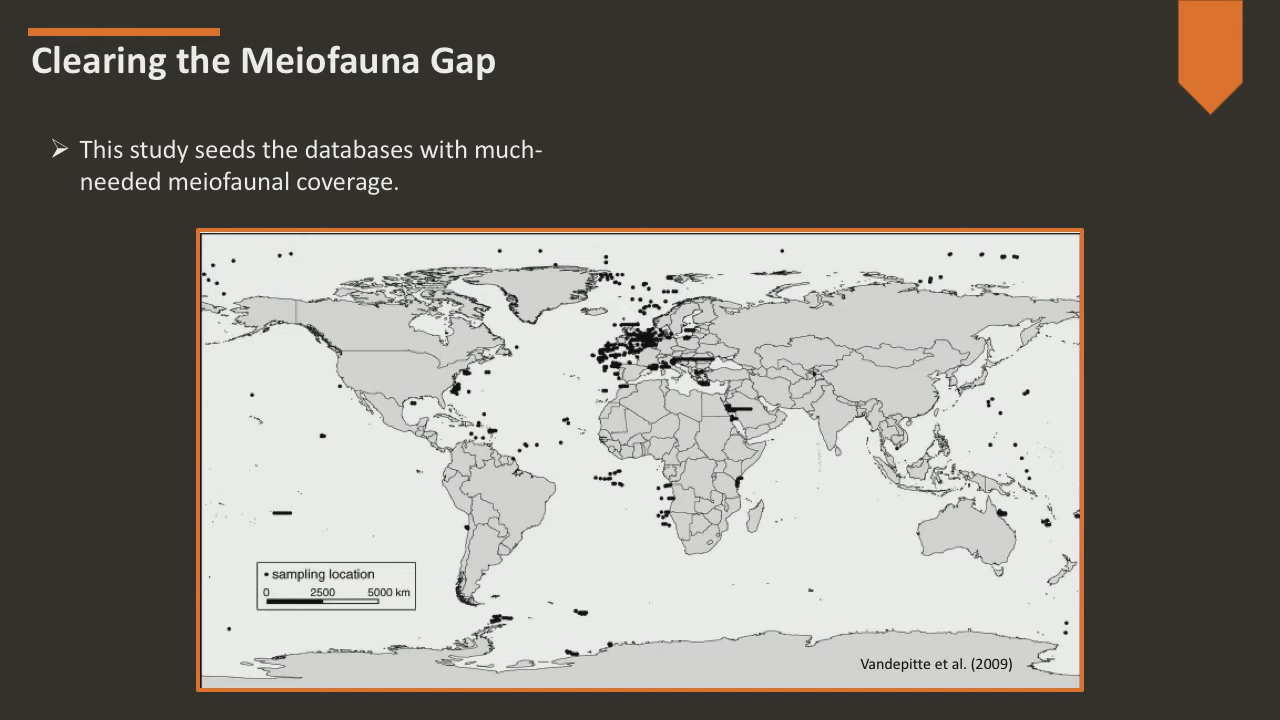 Clearing the Meiofauna Gap
➢ This study seeds the databases with much-
needed meiofaunal coverage.
• sampling location
0 2500 5000 km
Vandepitte et al. (2009)